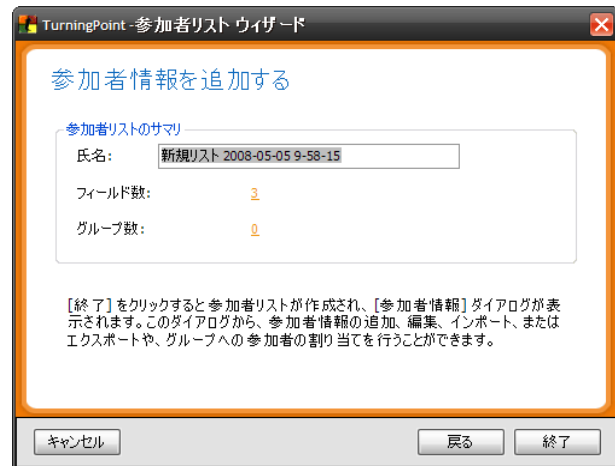 TurningPoint -参加者リスト ウィザード
参加者情報を追加する
参加者リストのサマリ
氏名: 新規リスト 2008-05-05 9-58-15
フィールド数: 3
グループ数: 0
[終了] をクリックすると参加者リストが作成され、[参加者情報] ダイアログが表
示されます。このダイアログから、参加者情報の追加、編集、インポート、または
エクスポートや、グループへの参加者の割り当てを行うことができます。
キャンセル 戻る 終了